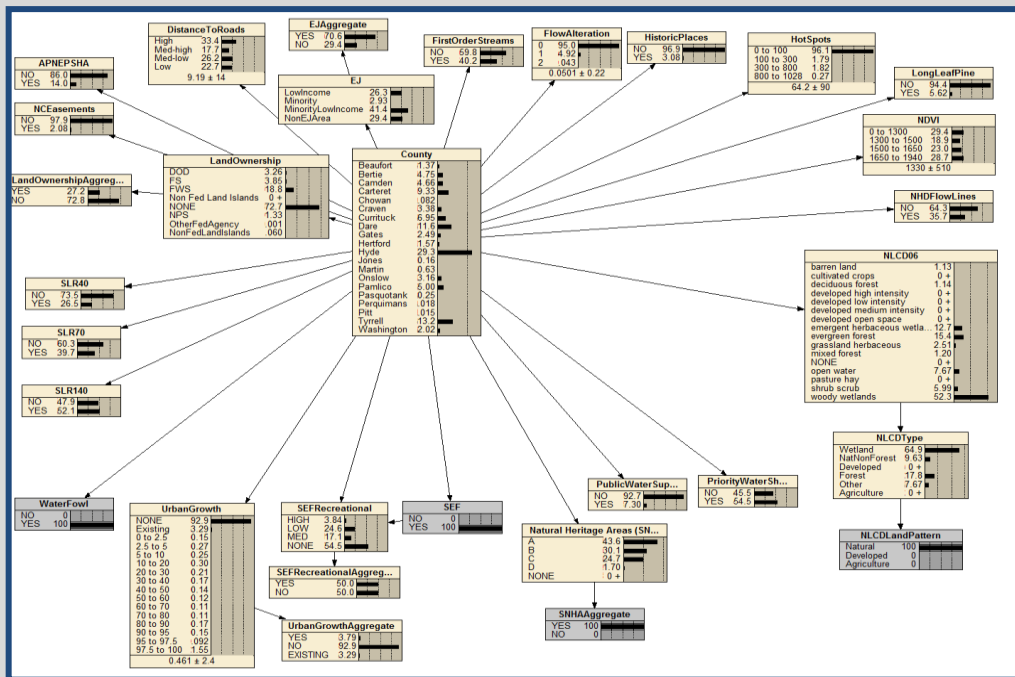 DistanceToRoads
High 33.4
Med-high 17.7
Med-low 26.2
Low 22.7
9.19 ± 14
EJAggregate
YES 70.6
NO 29.4
FirstOrderStreams
NO 59.8
YES 40.2
FlowAlteration
0 95.0
1 4.92
2 .043
0.0501 ± 0.22
HistoricPlaces
NO 96.9
YES 3.08
HotSpots
0 to 100 96.1
100 to 300 1.79
300 to 800 1.82
800 to 1028 0.27
64.2 ± 90
APNEPSHA
NO 86.0
YES 14.0
EJ
LowIncome 26.3
Minority 2.93
MinorityLowIncome 41.4
NonEJArea 29.4
LongLeafPine
NO 94.4
YES 5.62
NCEasements
NO 97.9
YES 2.08
NDVI
0 to 1300 29.4
1300 to 1500 18.9
1500 to 1650 23.0
1650 to 1940 28.7
1330 ± 510
LandOwnership
DOD 3.26
FS 3.85
FWS 18.8
Non Fed Land Islands 0 +
NONE 72.7
NPS 1.33
OtherFedAgency .001
NonFedLandIslands .060
County
Beaufort 1.37
Bertie 4.75
Camden 4.66
Carteret 9.33
Chowan .082
Craven 3.38
Currituck 6.95
Dare 11.6
Gates 2.49
Hertford 1.57
Hyde 29.3
Jones 0.16
Martin 0.63
Onslow 3.16
Pamlico 5.00
Pasquotank 0.25
Perquimans .018
Pitt .015
Tyrrell 13.2
Washington 2.02
LandOwnershipAggreg...
YES 27.2
NO 72.8
NHDFlowLines
NO 64.3
YES 35.7
NLCD06
barren land 1.13
cultivated crops 0 +
deciduous forest 1.14
developed high intensity 0 +
developed low intensity 0 +
developed medium intensity 0 +
developed open space 0 +
emergent herbaceous wetla... 12.7
evergreen forest 15.4
grassland herbaceous 2.51
mixed forest 1.20
NONE 0 +
open water 7.67
pasture hay 0 +
shrub scrub 5.99
woody wetlands 52.3
SLR40
NO 73.5
YES 26.5
SLR70
NO 60.3
YES 39.7
SLR140
NO 47.9
YES 52.1
NLCDType
Wetland 64.9
NatNonForest 9.63
Developed 0 +
Forest 17.8
Other 7.67
Agriculture 0 +
WaterFowl
NO 0
YES 100
UrbanGrowth
NONE 92.9
Existing 3.29
0 to 2.5 0.15
2.5 to 5 0.27
5 to 10 0.25
10 to 20 0.30
20 to 30 0.21
30 to 40 0.17
40 to 50 0.14
50 to 60 0.12
60 to 70 0.11
70 to 80 0.11
80 to 90 0.17
90 to 95 0.15
95 to 97.5 .092
97.5 to 100 1.55
0.461 ± 2.4
SEFRecreational
HIGH 3.84
LOW 24.6
MED 17.1
NONE 54.5
SEF
NO 0
YES 100
PublicWaterSup...
NO 92.7
YES 7.30
PriorityWaterSh...
NO 45.5
YES 54.5
Natural Heritage Areas (SN...
A 43.6
B 30.1
C 24.7
D 1.70
NONE 0 +
NLCDLandPattern
Natural 100
Developed 0
Agriculture 0
SEFRecreationalAggreg...
YES 50.0
NO 50.0
SNHAAggregate
YES 100
NO 0
UrbanGrowthAggregate
YES 3.79
NO 92.9
EXISTING 3.29